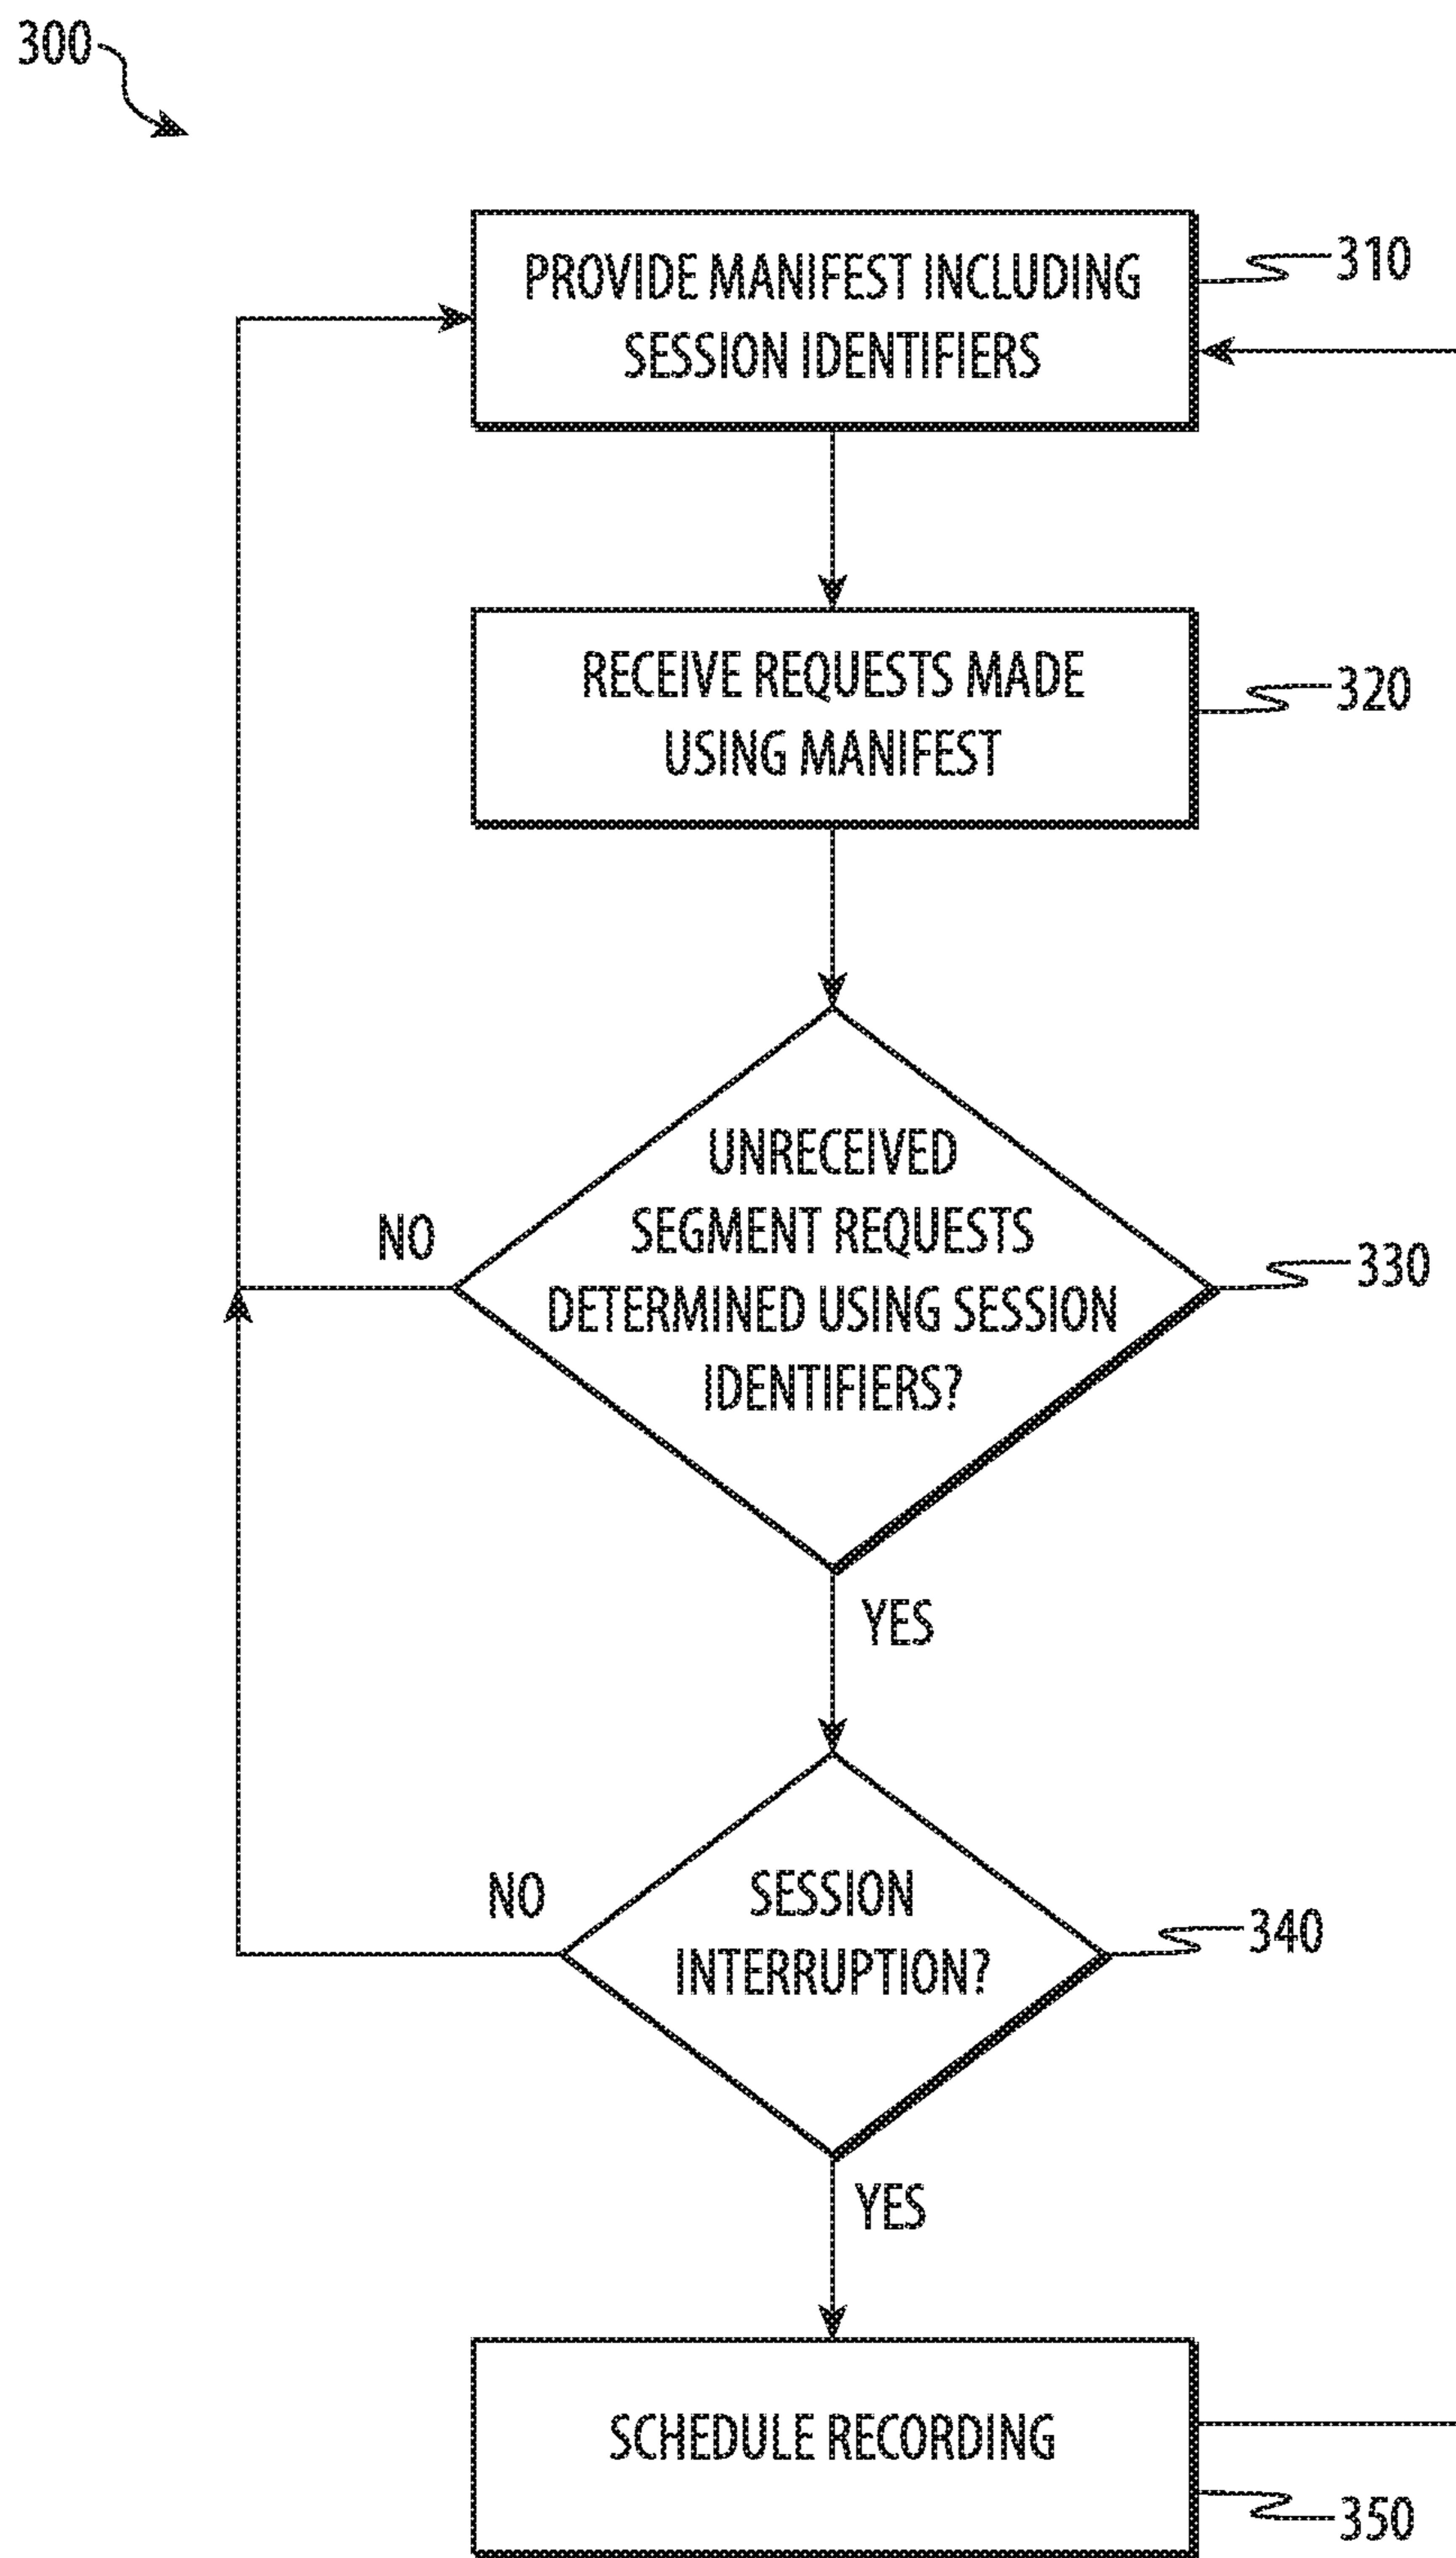 300
PROVIDE MANIFEST INCLUDING
SESSION IDENTIFIERS
310
RECEIVE REQUESTS MADE
USING MANIFEST
320
UNRECEIVED
SEGMENT REQUESTS
DETERMINED USING SESSION
IDENTIFIERS?
NO
330
YES
SESSION
INTERRUPTION?
NO
340
YES
SCHEDULE RECORDING
350